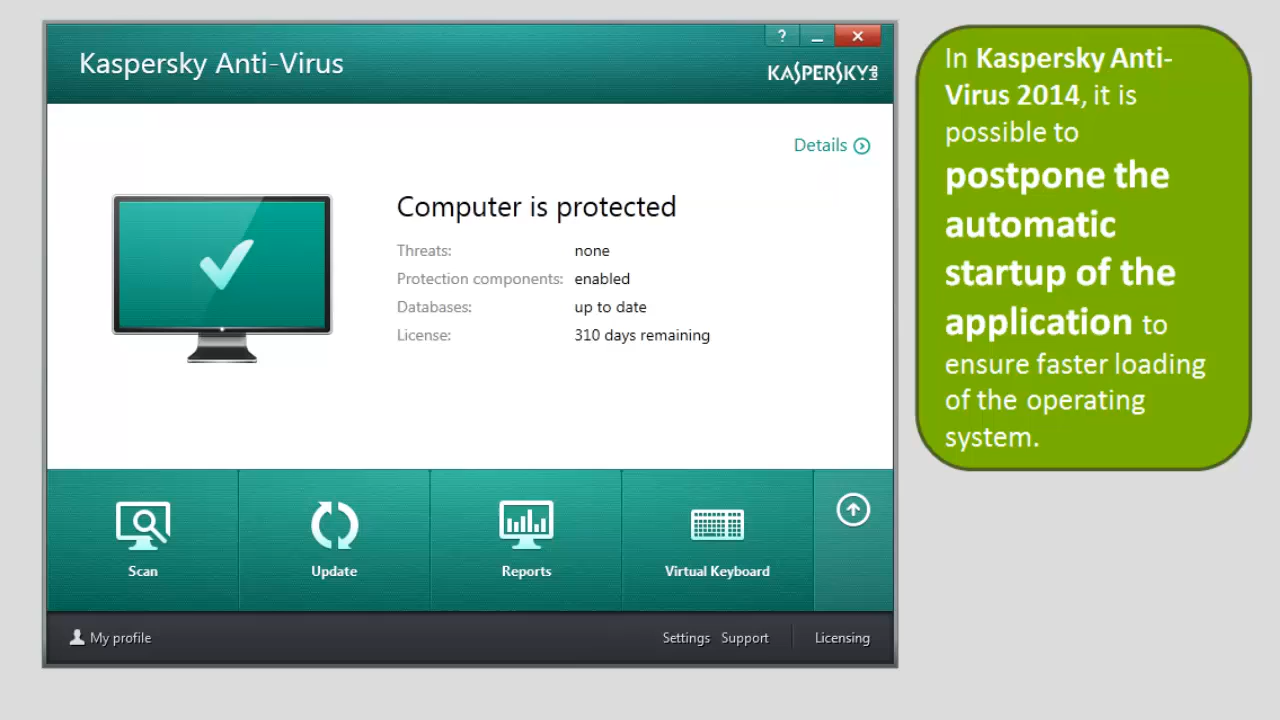 Kaspersky Anti-Virus
?
KASPERSKY
Details
Computer is protected
Threats: none
Protection components: enabled
Databases: up to date
License: 310 days remaining
Scan
Update
Reports
Virtual Keyboard
My profile
Settings Support Licensing
In Kaspersky Anti-
Virus 2014, it is
possible to
postpone the
automatic
startup of the
application to
ensure faster loading
of the operating
system.